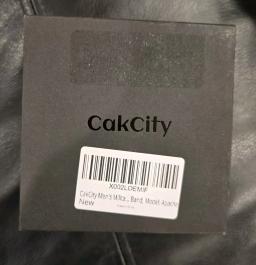 CakCity
X002LDEMIF
CakCity Men's Milita... Band, Model: Apache
New